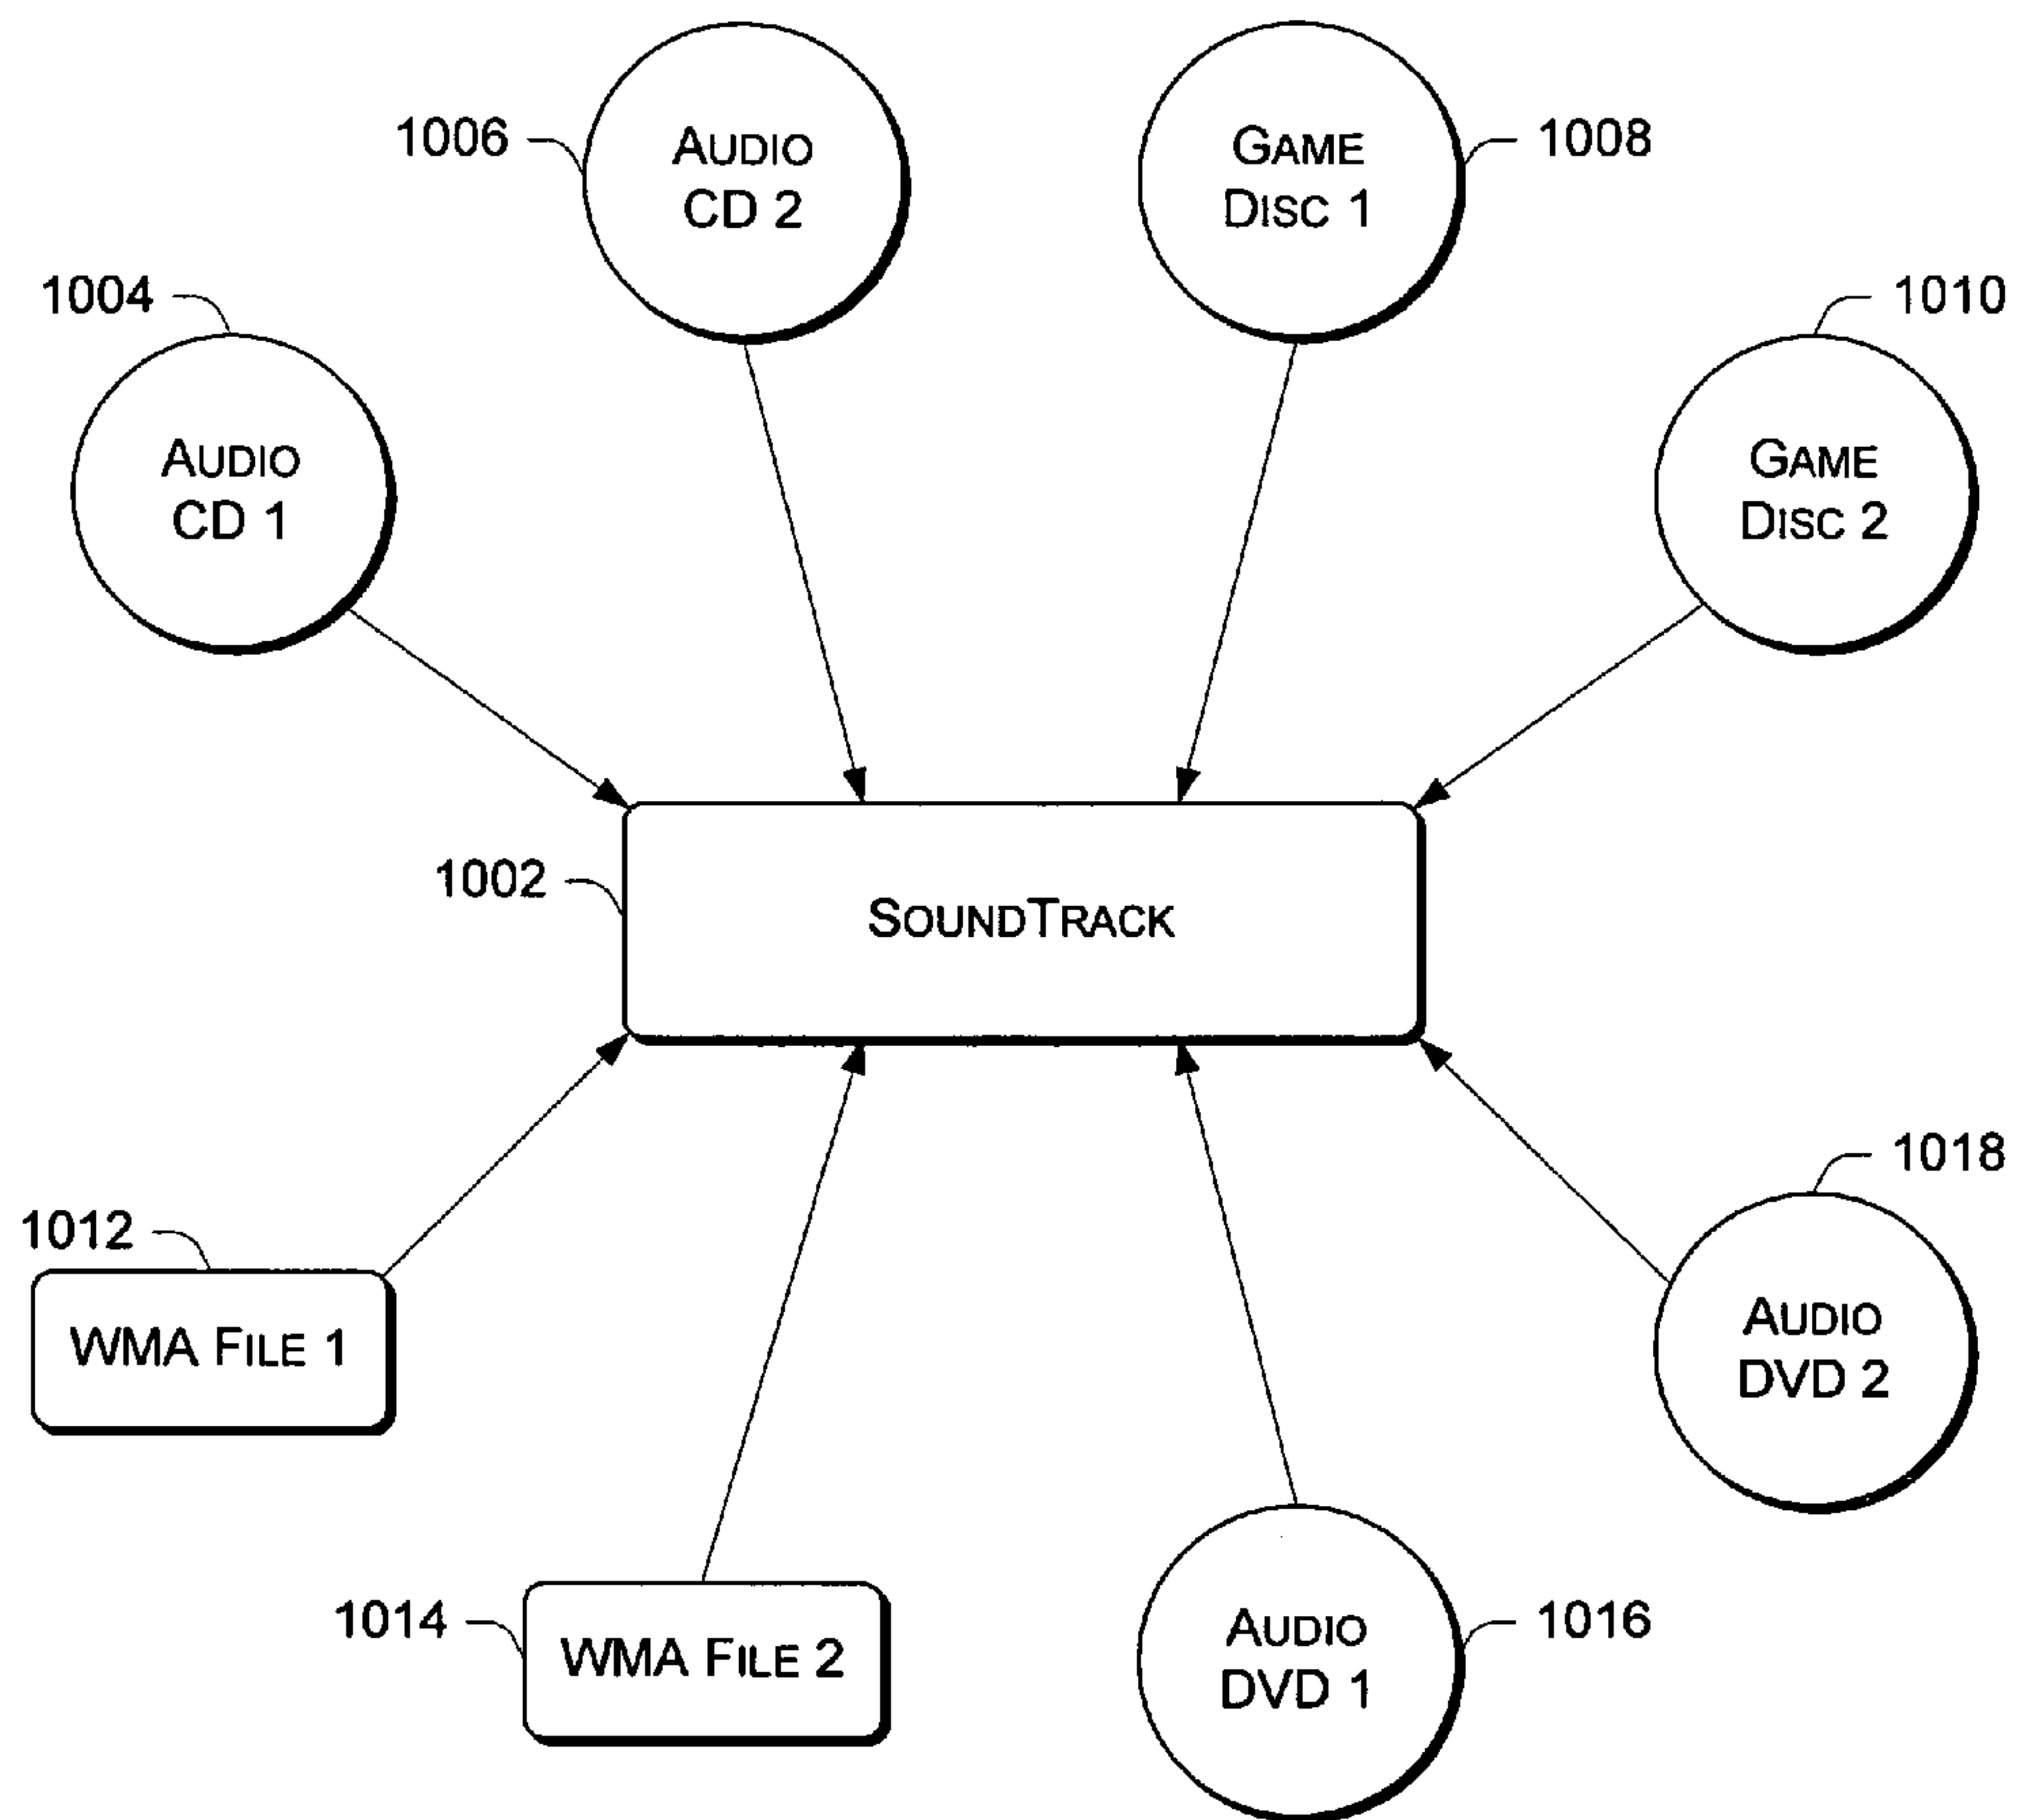 1006
AUDIO
CD 2
GAME
DISC 1
1008
1004
AUDIO
CD 1
1010
GAME
DISC 2
1002
SOUNDTRACK
1012
WMA FILE 1
1018
AUDIO
DVD 2
1014
WMA FILE 2
AUDIO
DVD 1
1016